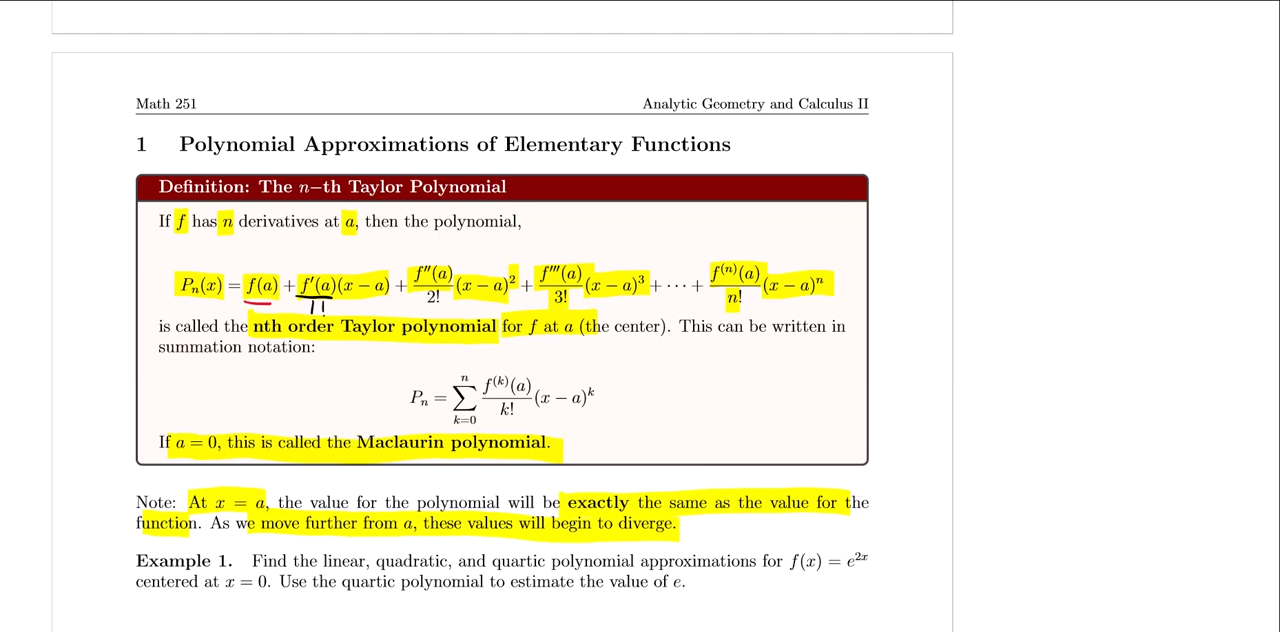 Math 251 Analytic Geometry and Calculus II
1 Polynomial Approximations of Elementary Functions
Definition: The n−th Taylor Polynomial
If f has n derivatives at a, then the polynomial,
Pₙ(x) = f(a) + f′(a)(x − a) + f″(a)/2! (x − a)² + f‴(a)/3! (x − a)³ + ··· + f⁽ⁿ⁾(a)/n! (x − a)ⁿ
1!
is called the nth order Taylor polynomial for f at a (the center). This can be written in
summation notation:
Pₙ = ∑ₖ₌₀ⁿ f⁽ᵏ⁾(a)/k! (x − a)ᵏ
If a = 0, this is called the Maclaurin polynomial.
Note: At x = a, the value for the polynomial will be exactly the same as the value for the
function. As we move further from a, these values will begin to diverge.
Example 1. Find the linear, quadratic, and quartic polynomial approximations for f(x) = e²ˣ
centered at x = 0. Use the quartic polynomial to estimate the value of e.